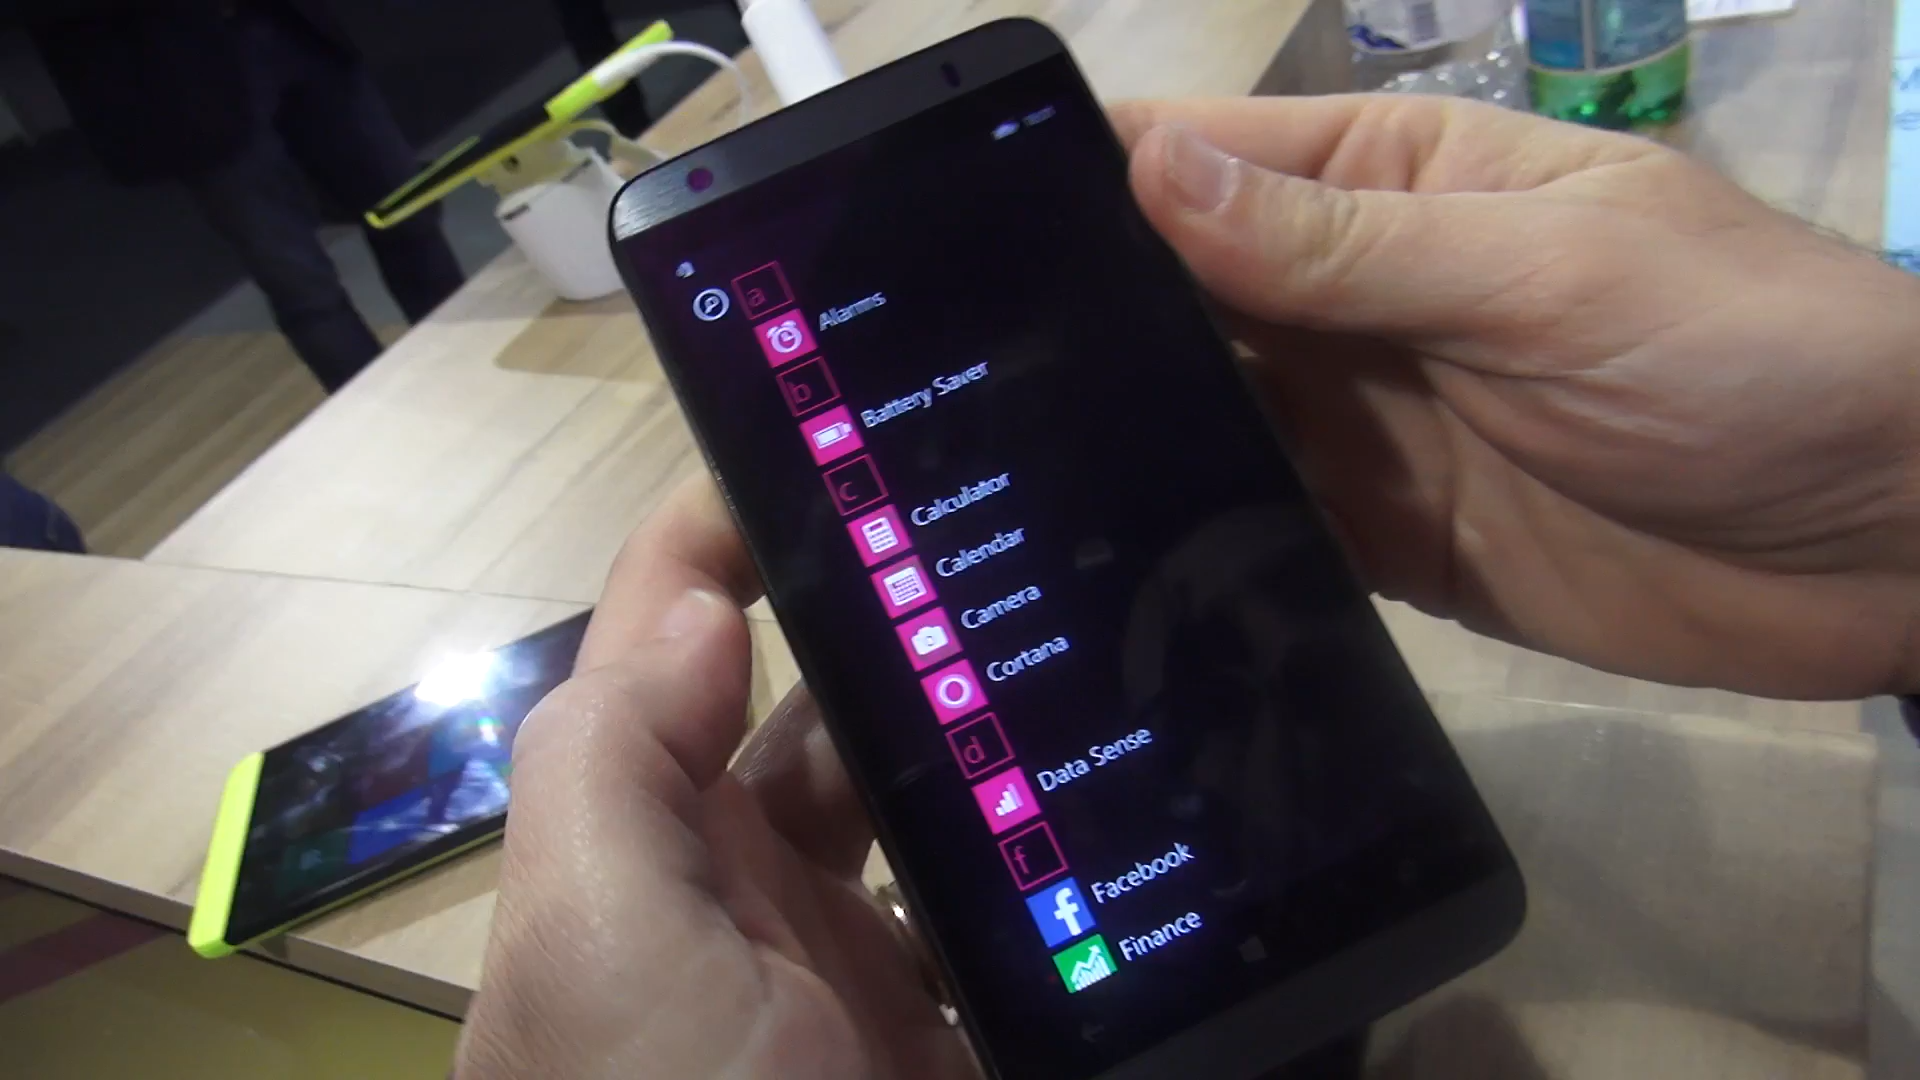 a
Alarms
b
Battery Saver
c
Calculator
Calendar
Camera
Cortana
d
Data Sense
f
Facebook
Finance